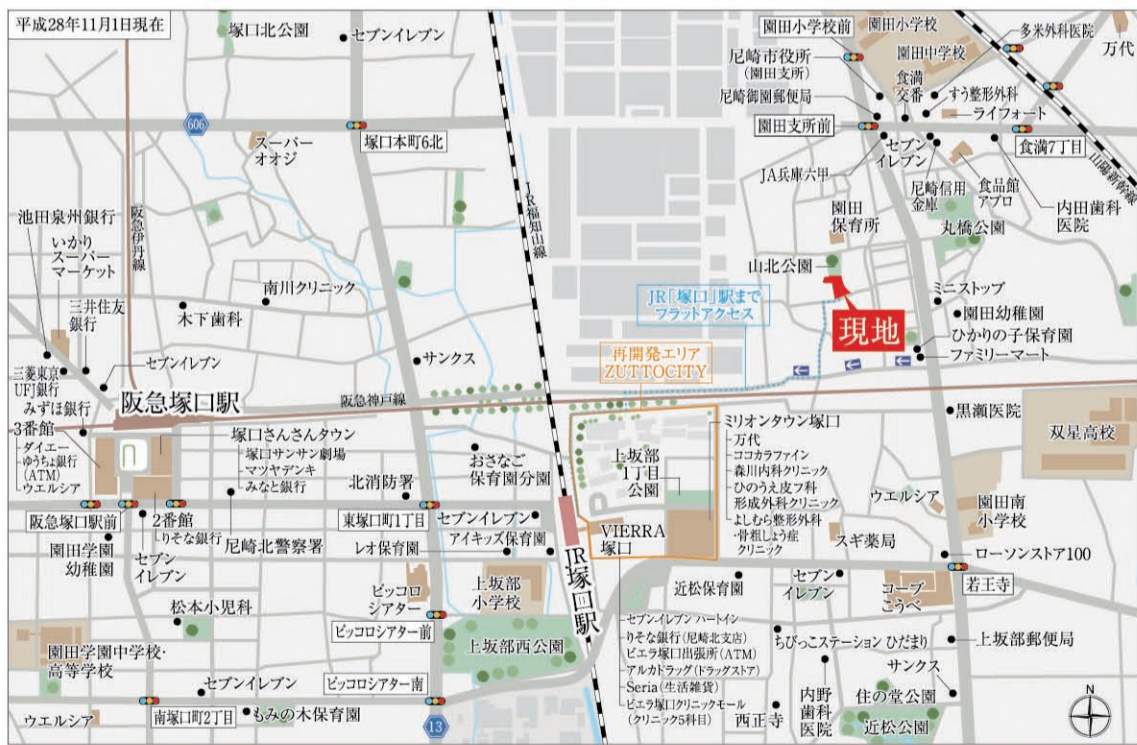 平成28年11月1日現在
塚口北公園
セブンイレブン
園田小学校前
園田小学校
園田中学校
多米外科医院
万代
尼崎市役所
(園田支所)
食満
交番
すう整形外科
尼崎御園郵便局
ライフォート
園田支所前
食満7丁目
606
塚口本町6北
スーパー
オオジ
セブン
イレブン
JA兵庫六甲
尼崎信用
金庫
食品館
アプロ
内田歯科
医院
山陽新幹線
JR福知山線
阪急伊丹線
池田泉州銀行
いかり
スーパー
マーケット
三井住友
銀行
南川クリニック
木下歯科
園田
保育所
丸橋公園
山北公園
ミニストップ
JR「塚口」駅まで
フラットアクセス
現地
園田幼稚園
ひかりの子保育園
ファミリーマート
セブンイレブン
サンクス
再開発エリア
ZUTTOCITY
三菱東京
UFJ銀行
みずほ銀行
阪急塚口駅
阪急神戸線
黒瀬医院
双星高校
3番館
ダイエー
ゆうちょ銀行
(ATM)
ウエルシア
塚口さんさんタウン
塚口サンサン劇場
マツヤデンキ
みなと銀行
おさなご
保育園分園
上坂部
1丁目
公園
ミリオンタウン塚口
万代
ココカラファイン
森川内科クリニック
ひのうえ皮フ科
形成外科クリニック
よしむら整形外科
・骨粗しょう症
クリニック
北消防署
阪急塚口駅前
2番館
りそな銀行
東塚口町1丁目
セブンイレブン
アイキッズ保育園
VIERRA
塚口
ウエルシア
園田南
小学校
スギ薬局
園田学園
幼稚園
セブン
イレブン
尼崎北警察署
レオ保育園
JR塚口駅
ローソンストア100
若王寺
松本小児科
ピッコロ
シアター
上坂部
小学校
近松保育園
セブン
イレブン
コープ
こうべ
ピッコロシアター前
セブンイレブン ハートイン
りそな銀行(尼崎北支店)
ビエラ塚口出張所(ATM)
アルカドラッグ(ドラッグストア)
Seria(生活雑貨)
ビエラ塚口クリニックモール
(クリニック5科目)
ちびっこステーション ひだまり
上坂部郵便局
園田学園中学校・
高等学校
上坂部西公園
サンクス
セブンイレブン
ピッコロシアター南
内野
歯科
医院
住の堂公園
ウエルシア
南塚口町2丁目
もみの木保育園
13
西正寺
近松公園
N